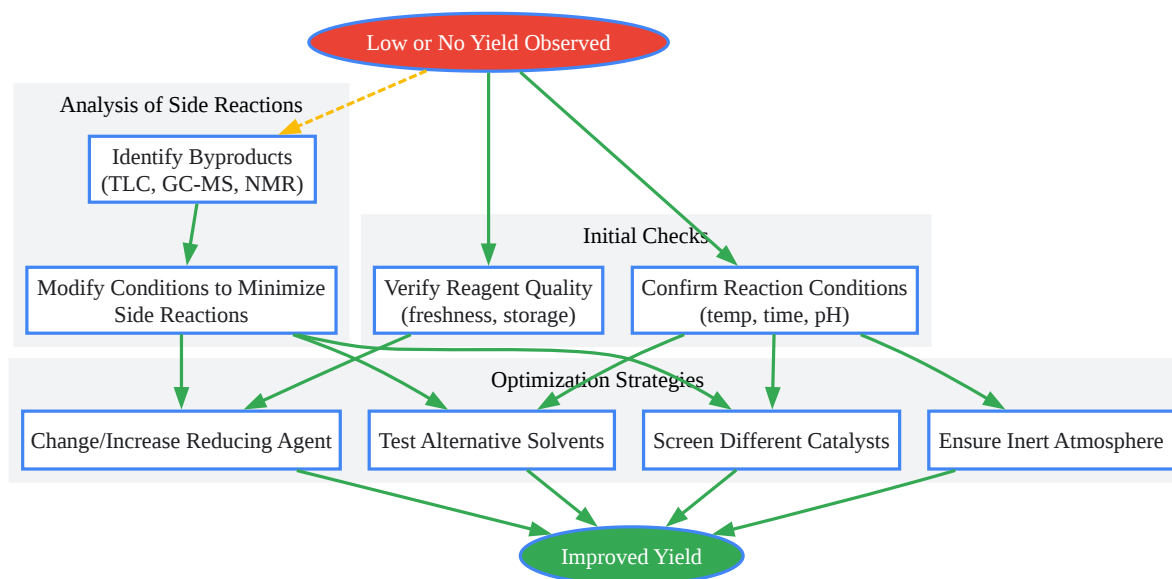 Low or No Yield Observed
Analysis of Side Reactions
Identify Byproducts
(TLC, GC-MS, NMR)
Initial Checks
Modify Conditions to Minimize
Side Reactions
Verify Reagent Quality
(freshness, storage)
Confirm Reaction Conditions
(temp, time, pH)
Optimization Strategies
Change/Increase Reducing Agent
Test Alternative Solvents
Screen Different Catalysts
Ensure Inert Atmosphere
Improved Yield